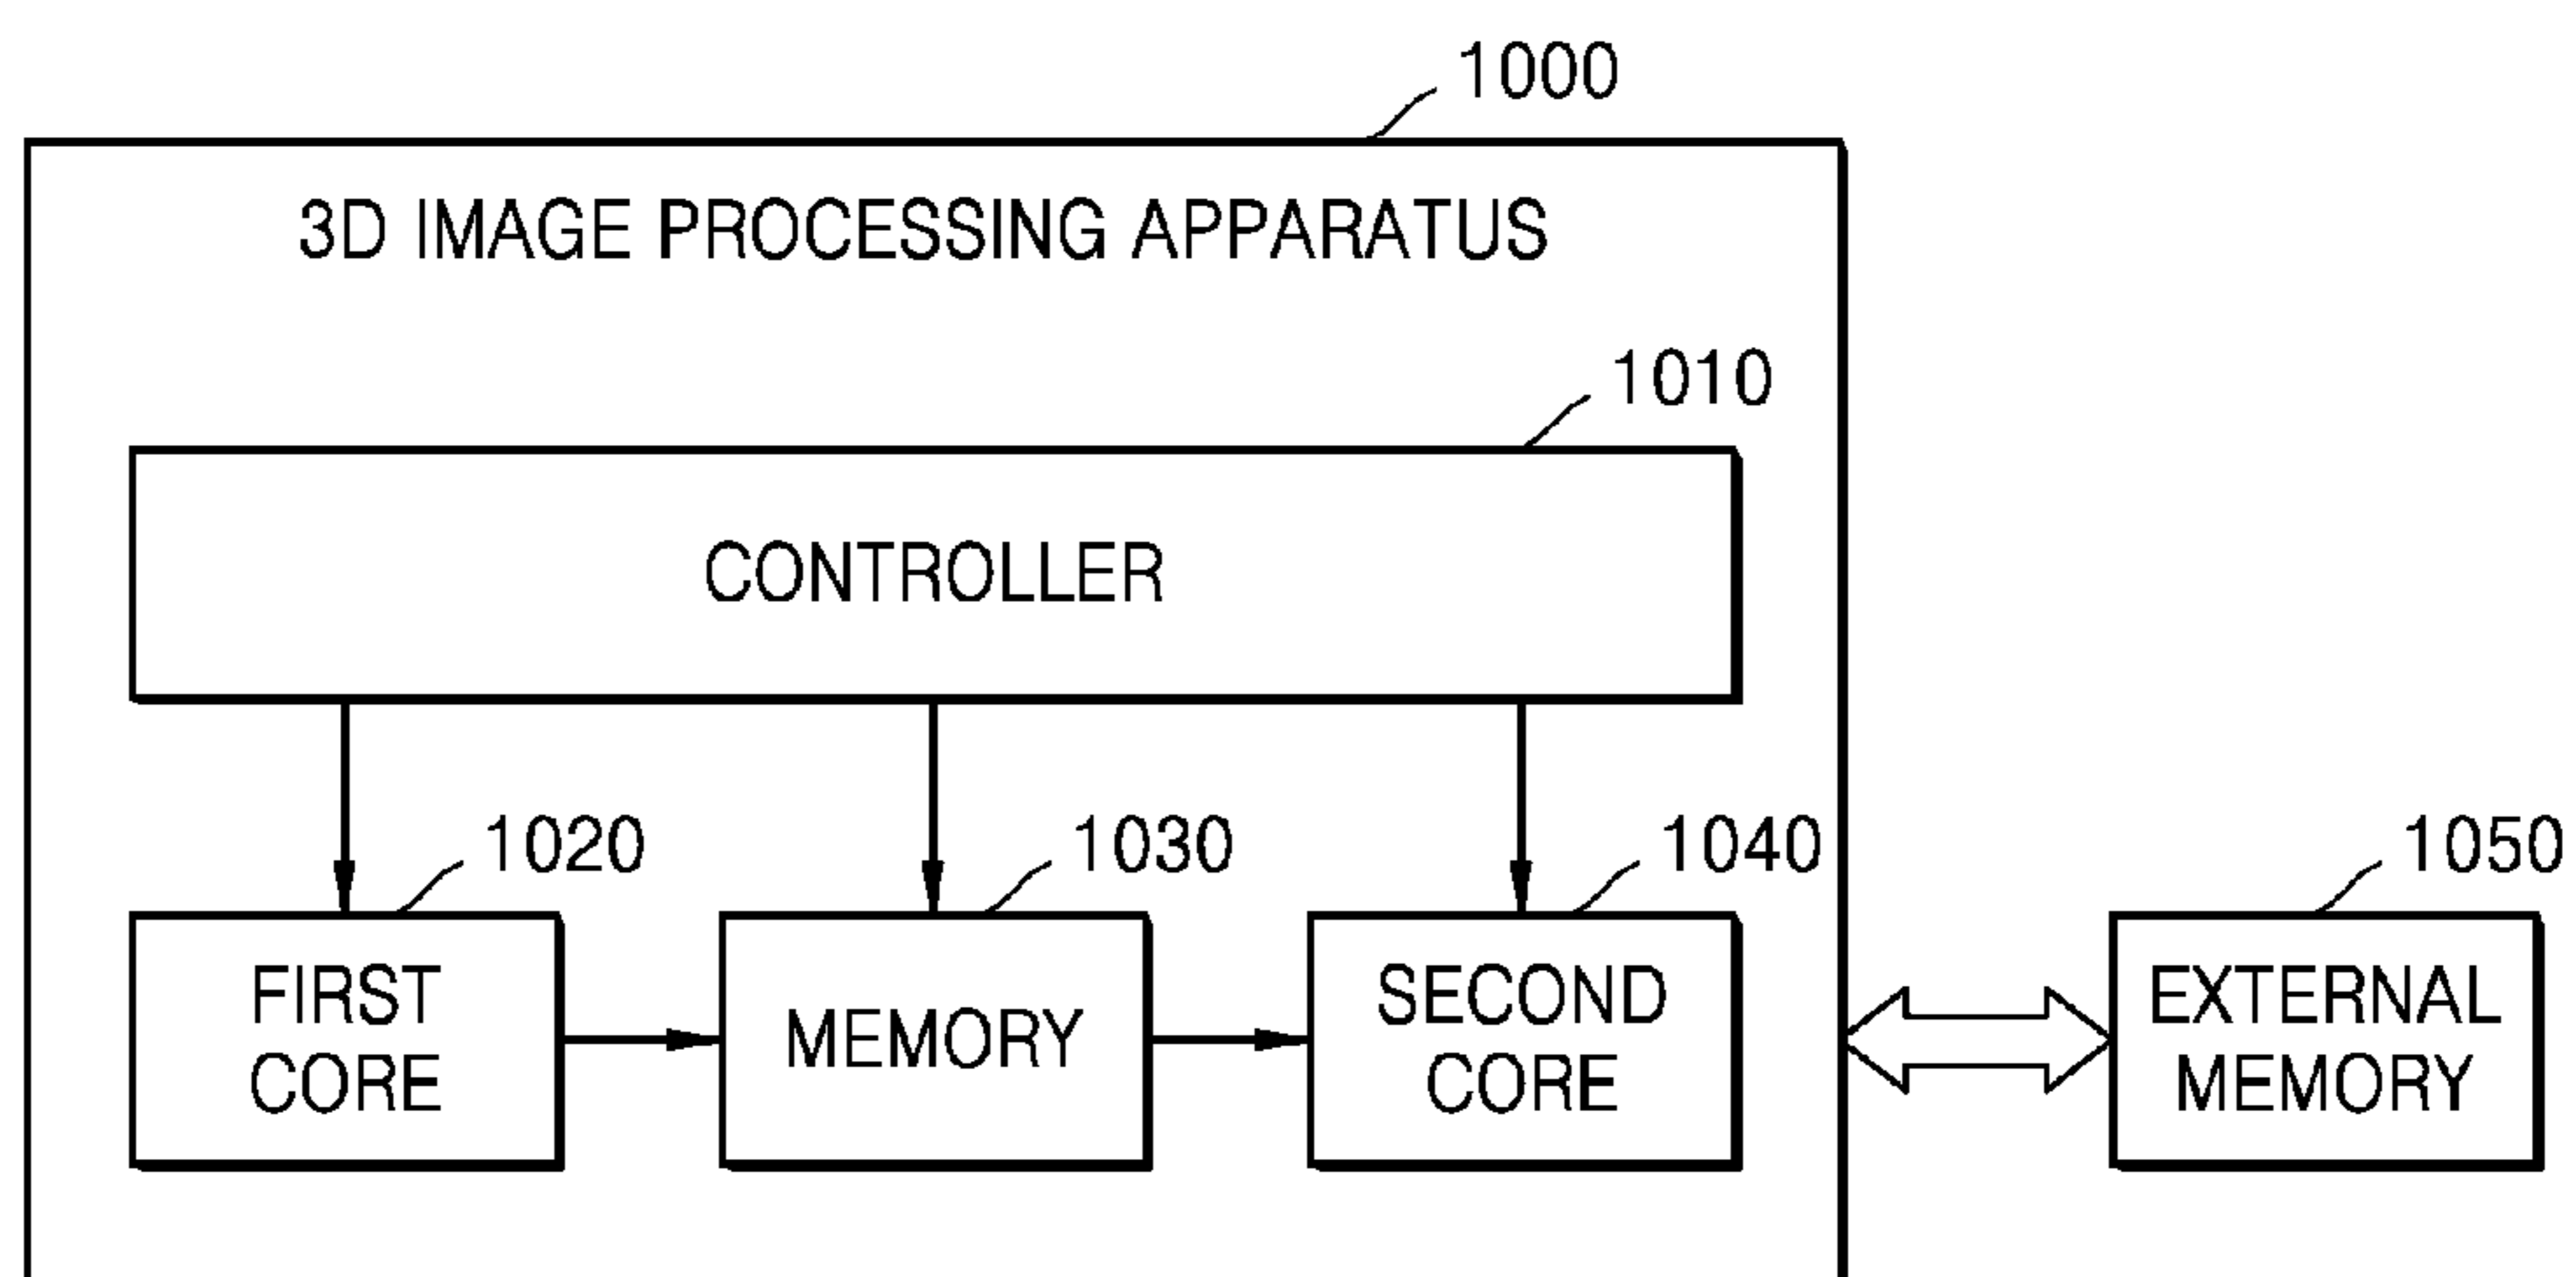 1000
3D IMAGE PROCESSING APPARATUS
1010
CONTROLLER
1020
1030
1040
1050
FIRST
CORE
MEMORY
SECOND
CORE
EXTERNAL
MEMORY